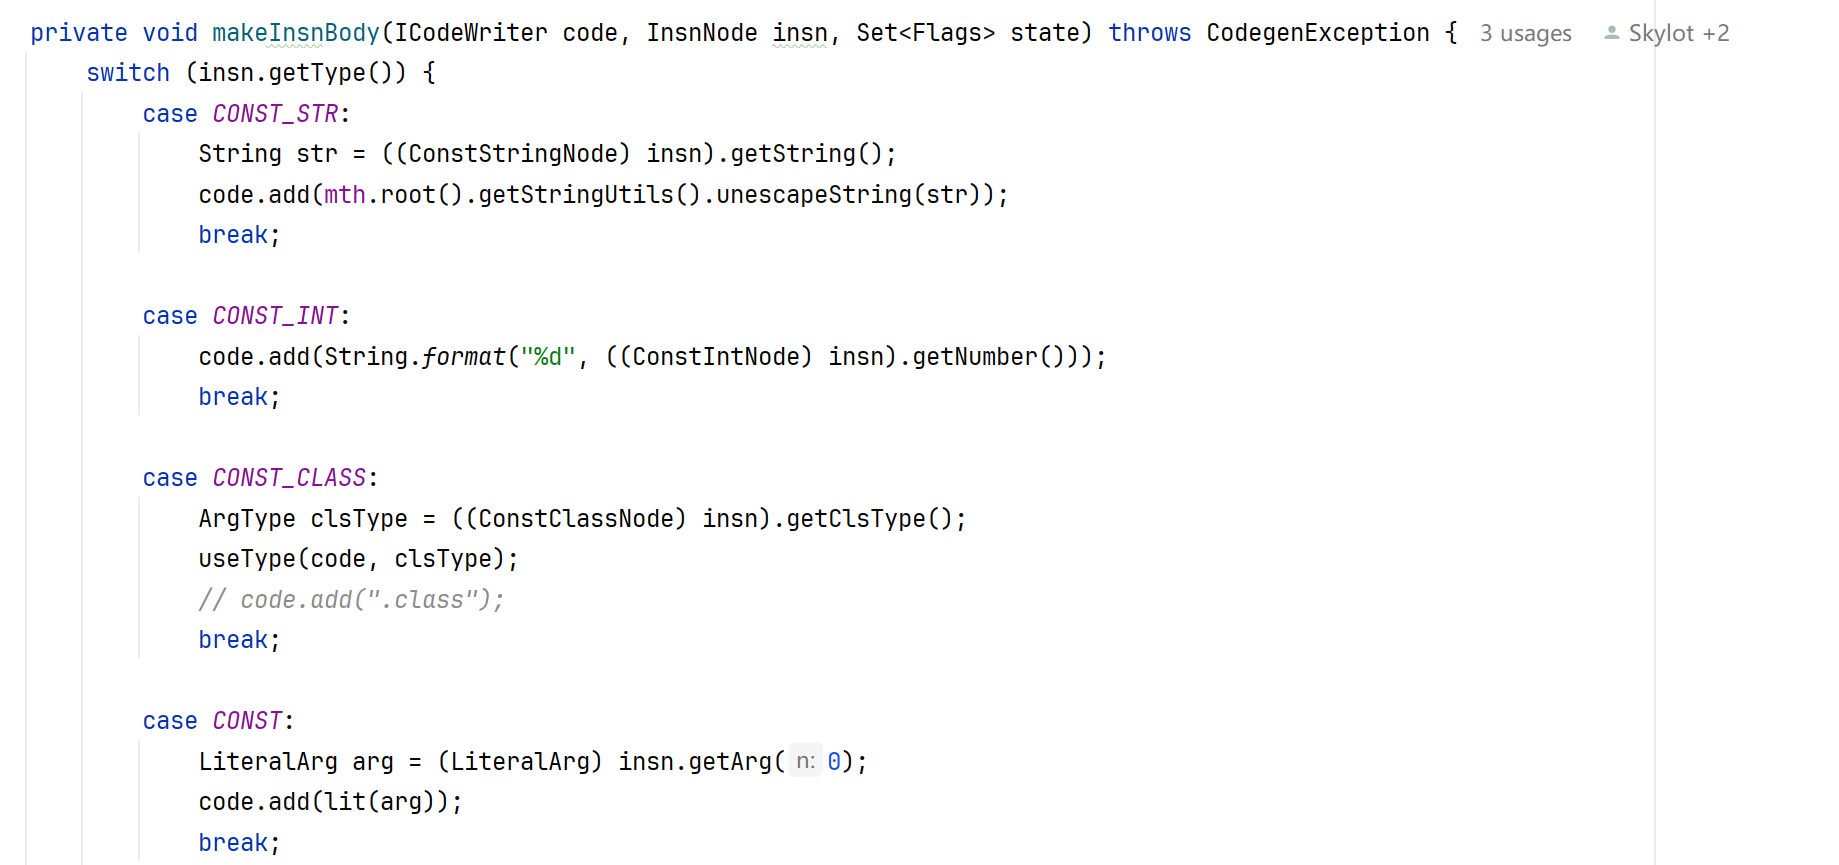 private void makeInsnBody(ICodeWriter code, InsnNode insn, Set<Flags> state) throws CodegenException { 3 usages Skylot +2
switch (insn.getType()) {
case CONST_STR:
String str = ((ConstStringNode) insn).getString();
code.add(mth.root().getStringUtils().unescapeString(str));
break;
case CONST_INT:
code.add(String.format("%d", ((ConstIntNode) insn).getNumber()));
break;
case CONST_CLASS:
ArgType clsType = ((ConstClassNode) insn).getClsType();
useType(code, clsType);
// code.add(".class");
break;
case CONST:
LiteralArg arg = (LiteralArg) insn.getArg( n: 0);
code.add(lit(arg));
break;